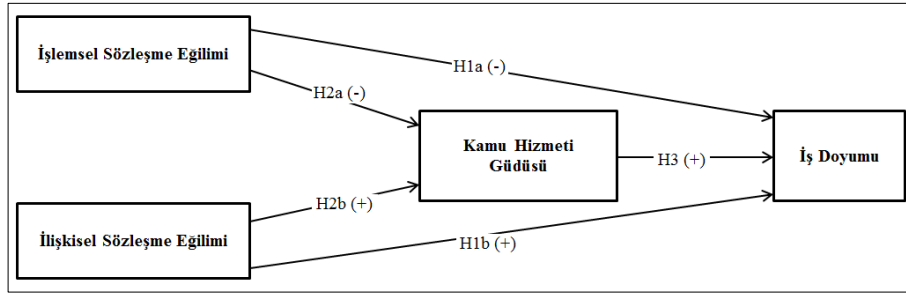 İşlemsel Sözleşme Eğilimi
H1a (-)
H2a (-)
Kamu Hizmeti
Güdüsü
H3 (+)
İş Doyumu
H2b (+)
İlişkisel Sözleşme Eğilimi
H1b (+)